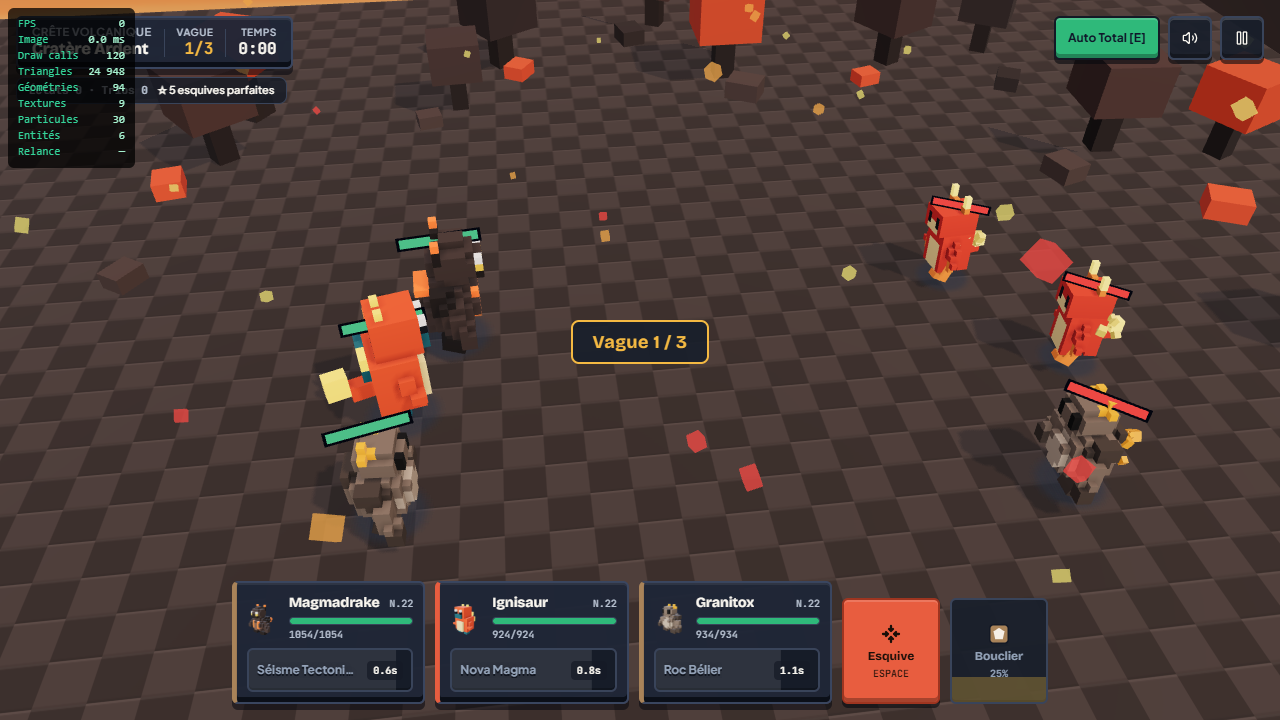 FPS 0
Image 0.0 ms
Draw calls 120
Triangles 24 948
Géométries 94
Textures 9
Particules 30
Entités 6
Relance —
VAGUE
1/3
TEMPS
0:00
0 ★ 5 esquives parfaites
Auto Total [E]
Vague 1 / 3
Magmadrake N.22
1054/1054
Séisme Tectoni... 0.6s
Ignisaur N.22
924/924
Nova Magma 0.8s
Granitox N.22
934/934
Roc Bélier 1.1s
Esquive
ESPACE
Bouclier
25%